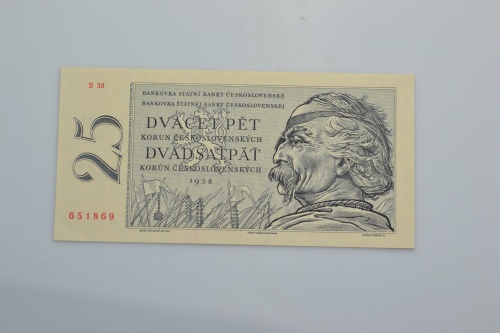 S 38
BANKOVKA STÁTNÍ BANKY ČESKOSLOVENSKÉ
BANKOVKA ŠTÁTNEJ BANKY ČESKOSLOVENSKEJ
DVACET PĚT
KORUN ČESKOSLOVENSKÝCH
DVADSAŤPÄŤ
KORÚN ČESKOSLOVENSKÝCH
1958
25
651869